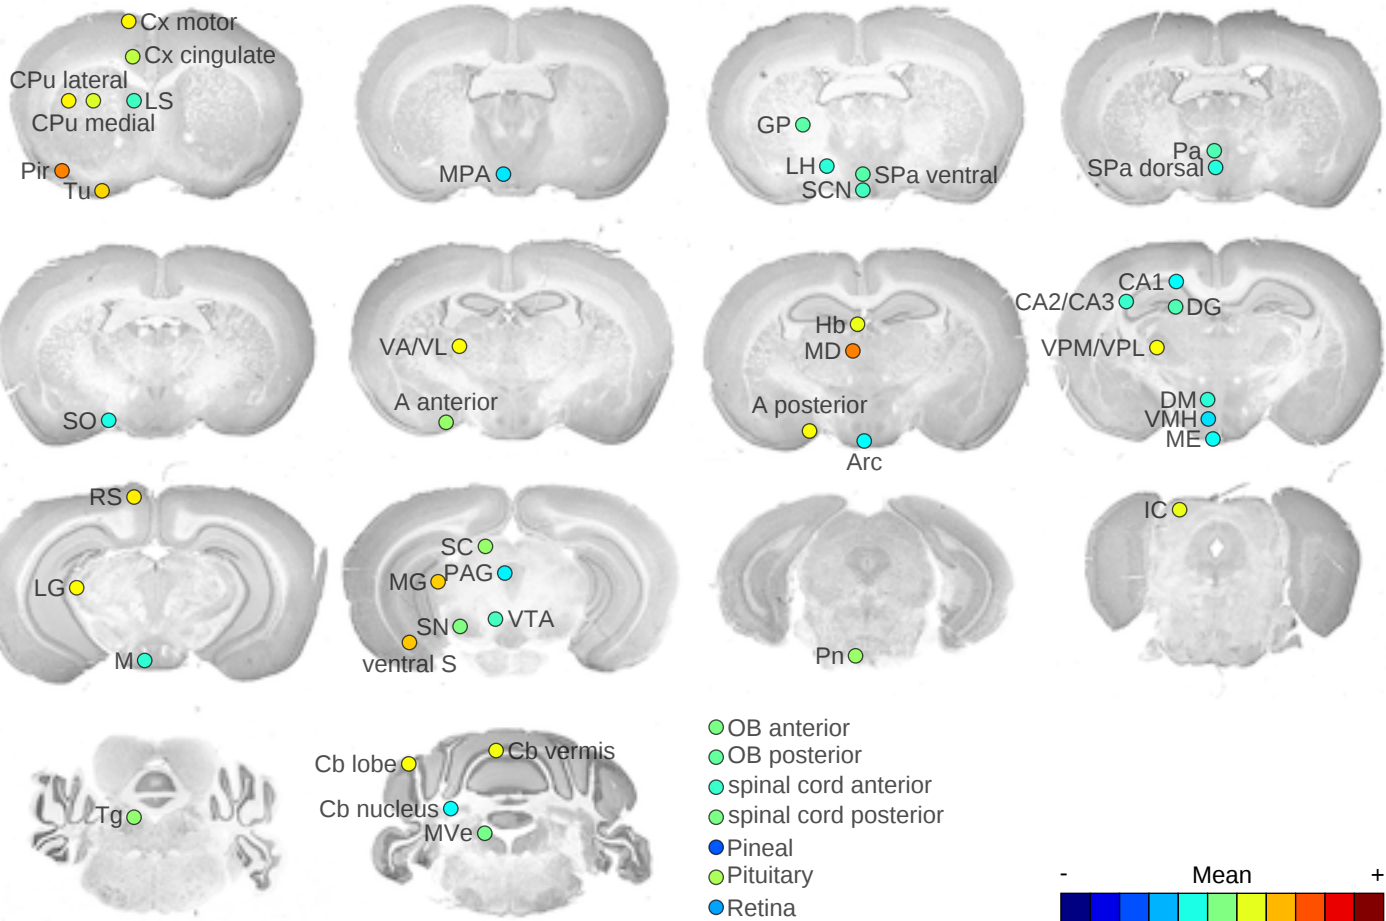 Cx motor
Cx cingulate
CPu lateral
LS
CPu medial
Pir
Tu
MPA
GP
LH
SPa ventral
SCN
Pa
SPa dorsal
SO
VA/VL
A anterior
Hb
MD
A posterior
Arc
CA1
CA2/CA3
DG
VPM/VPL
DM
VMH
ME
RS
LG
M
SC
PAG
MG
VTA
SN
ventral S
Pn
IC
Tg
Cb lobe
Cb vermis
Cb nucleus
MVe
OB anterior
OB posterior
spinal cord anterior
spinal cord posterior
Pineal
Pituitary
Retina
- Mean +